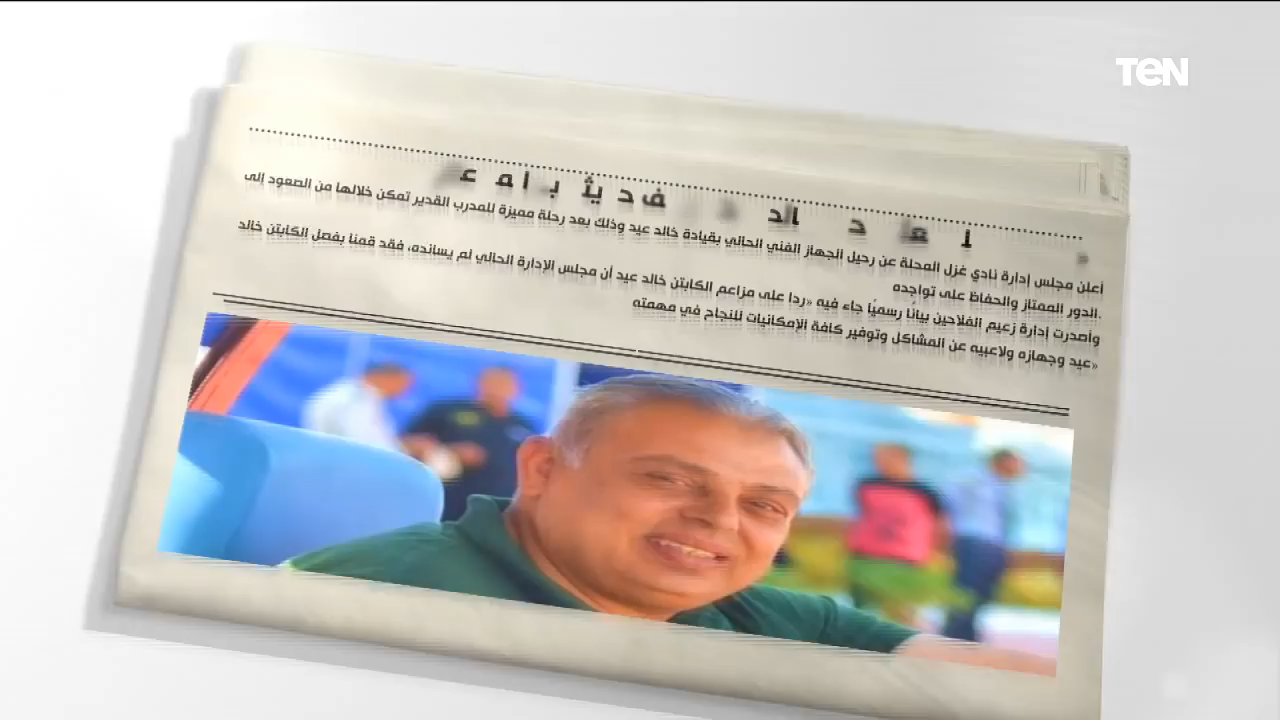 TEN
أعلن مجلس إدارة نادي غزل المحلة عن رحيل الجهاز الفني الحالي بقيادة خالد عيد وذلك بعد رحلة مميزة للمدرب القدير تمكن خلالها من الصعود إلى
الدور الممتاز والحفاظ على تواجده.
وأصدرت إدارة زعيم الفلاحين بيانًا رسميًا جاء فيه «ردا على مزاعم الكابتن خالد عيد أن مجلس الإدارة الحالي لم يسانده، فقد قمنا بفصل الكابتن خالد
عيد وجهازه ولاعبيه عن المشاكل وتوفير كافة الإمكانيات للنجاح في مهمته»